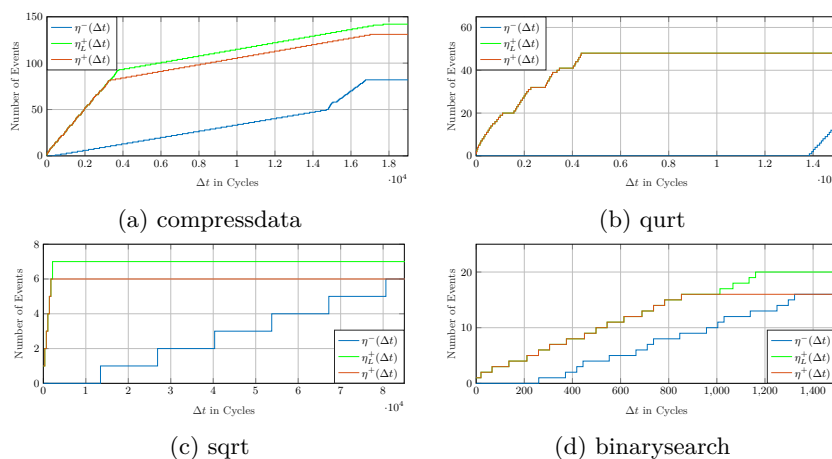 150
100
50
0
Number of Events
η⁻(Δt)
η⁺_L(Δt)
η⁺(Δt)
0 0.2 0.4 0.6 0.8 1 1.2 1.4 1.6 1.8
Δt in Cycles
·10⁴
(a) compressdata
60
40
20
0
Number of Events
η⁻(Δt)
η⁺_L(Δt)
η⁺(Δt)
0 0.2 0.4 0.6 0.8 1 1.2 1.4
Δt in Cycles
(b) qurt
8
6
4
2
0
Number of Events
η⁻(Δt)
η⁺_L(Δt)
η⁺(Δt)
0 1 2 3 4 5 6 7 8
Δt in Cycles
·10⁴
(c) sqrt
20
10
0
Number of Events
η⁻(Δt)
η⁺_L(Δt)
η⁺(Δt)
0 200 400 600 800 1,000 1,200 1,400
Δt in Cycles
(d) binarysearch